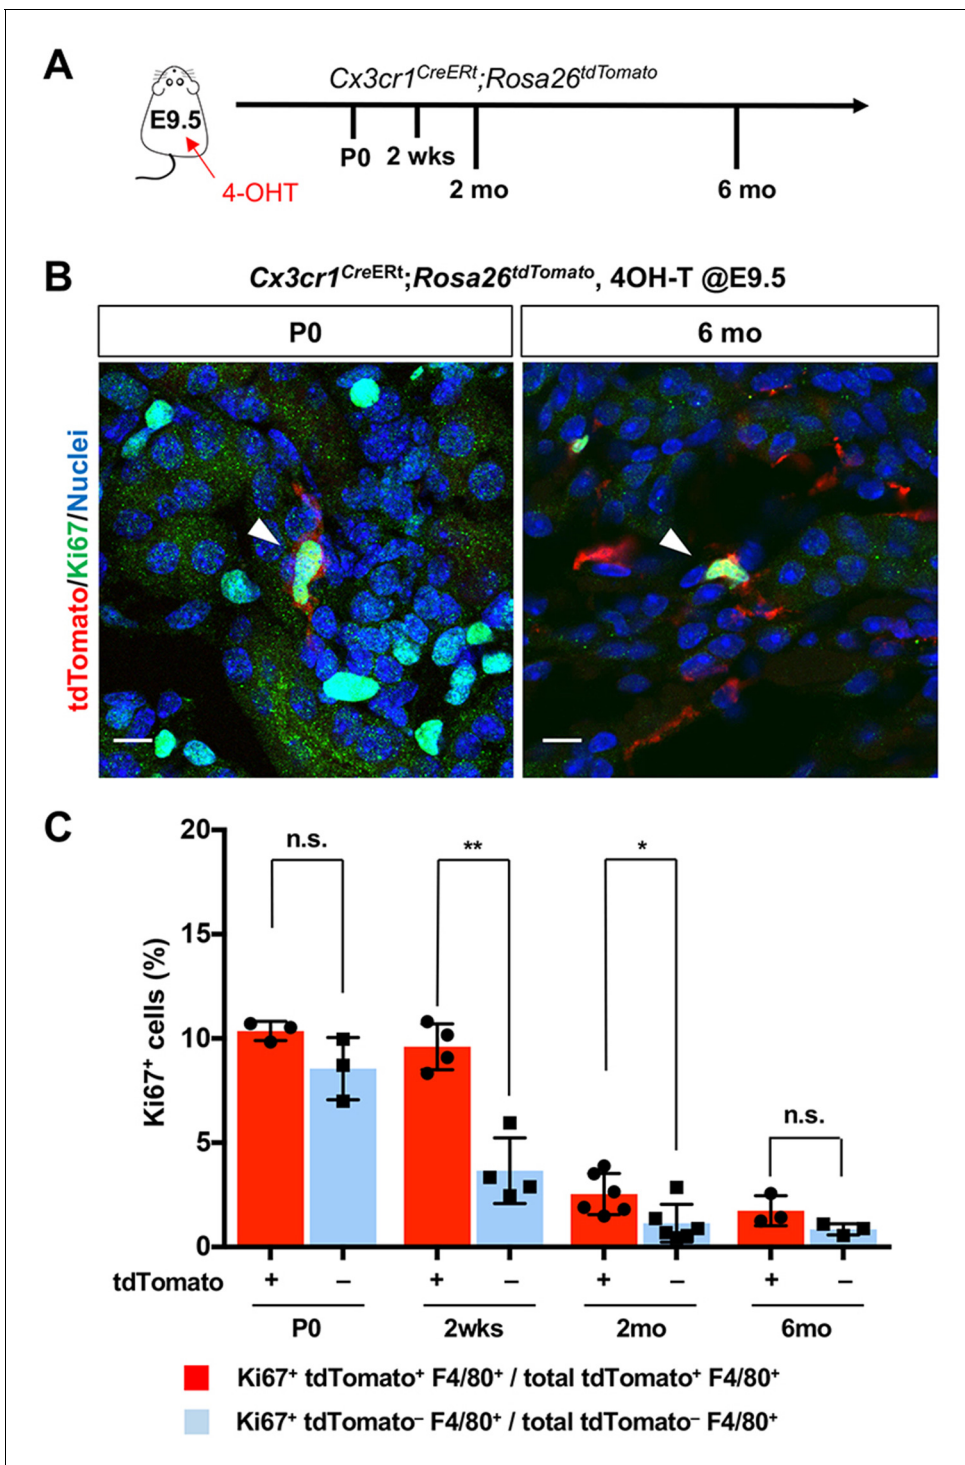 A
Cx3cr1CreERt;Rosa26tdTomato
E9.5
4-OHT
P0
2 wks
2 mo
6 mo
B
Cx3cr1CreERt;Rosa26tdTomato, 4OH-T @E9.5
P0
6 mo
tdTomato/Ki67/Nuclei
C
Ki67+ cells (%)
20
15
10
5
0
n.s.
**
*
n.s.
tdTomato + – + – + – + –
P0 2wks 2mo 6mo
Ki67+ tdTomato+ F4/80+ / total tdTomato+ F4/80+
Ki67+ tdTomato– F4/80+ / total tdTomato– F4/80+